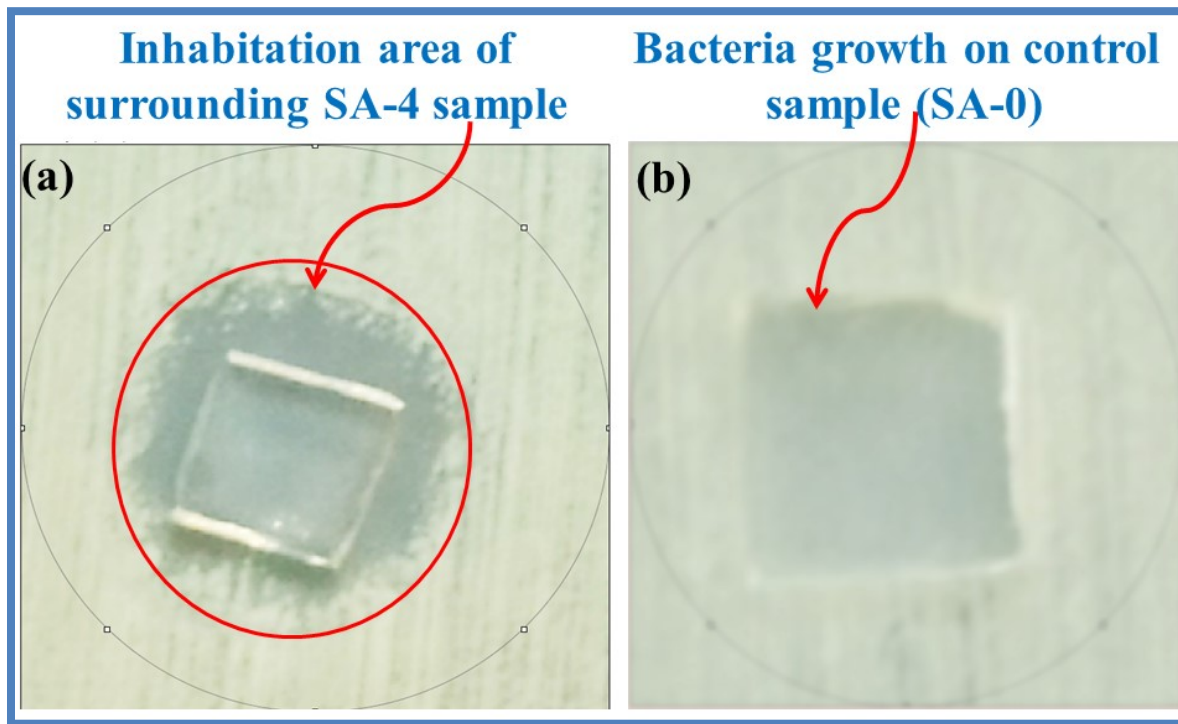 Inhabitation area of
surrounding SA-4 sample
Bacteria growth on control
sample (SA-0)
(a)
(b)